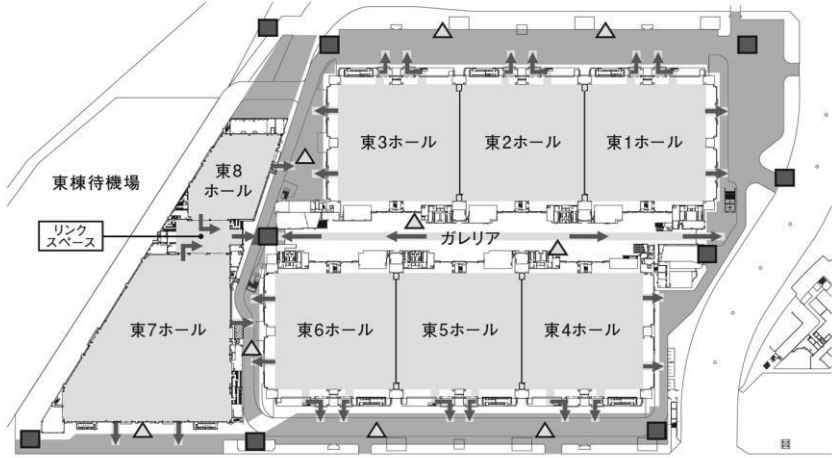 東3ホール
東2ホール
東1ホール
東棟待機場
東8
ホール
リンク
スペース
ガレリア
東7ホール
東6ホール
東5ホール
東4ホール